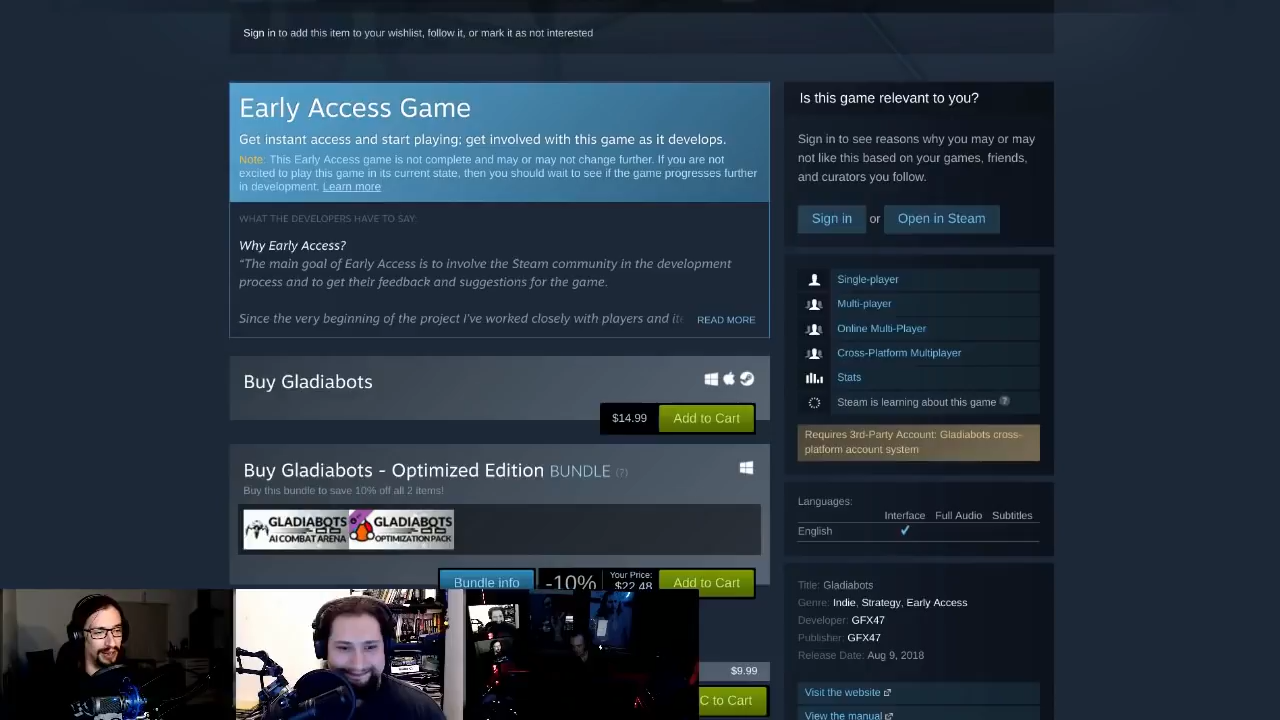 Sign in to add this item to your wishlist, follow it, or mark it as not interested
Early Access Game
Get instant access and start playing; get involved with this game as it develops.
Note: This Early Access game is not complete and may or may not change further. If you are not
excited to play this game in its current state, then you should wait to see if the game progresses further
in development. Learn more
WHAT THE DEVELOPERS HAVE TO SAY:
Why Early Access?
“The main goal of Early Access is to involve the Steam community in the development
process and to get their feedback and suggestions for the game.
Since the very beginning of the project I've worked closely with players and
READ MORE
Buy Gladiabots
$14.99
Add to Cart
Buy Gladiabots - Optimized Edition BUNDLE (?)
Buy this bundle to save 10% off all 2 items!
GLADIABOTS
AI COMBAT ARENA
GLADIABOTS
OPTIMIZATION PACK
Bundle info
-10%
Your Price:
$22.48
Add to Cart
$9.99
C to Cart
Is this game relevant to you?
Sign in to see reasons why you may or may
not like this based on your games, friends,
and curators you follow.
Sign in or Open in Steam
Single-player
Multi-player
Online Multi-Player
Cross-Platform Multiplayer
Stats
Steam is learning about this game ?
Requires 3rd-Party Account: Gladiabots cross-
platform account system
Languages:
Interface Full Audio Subtitles
English ✔
Title: Gladiabots
Genre: Indie, Strategy, Early Access
Developer: GFX47
Publisher: GFX47
Release Date: Aug 9, 2018
Visit the website
View the manual